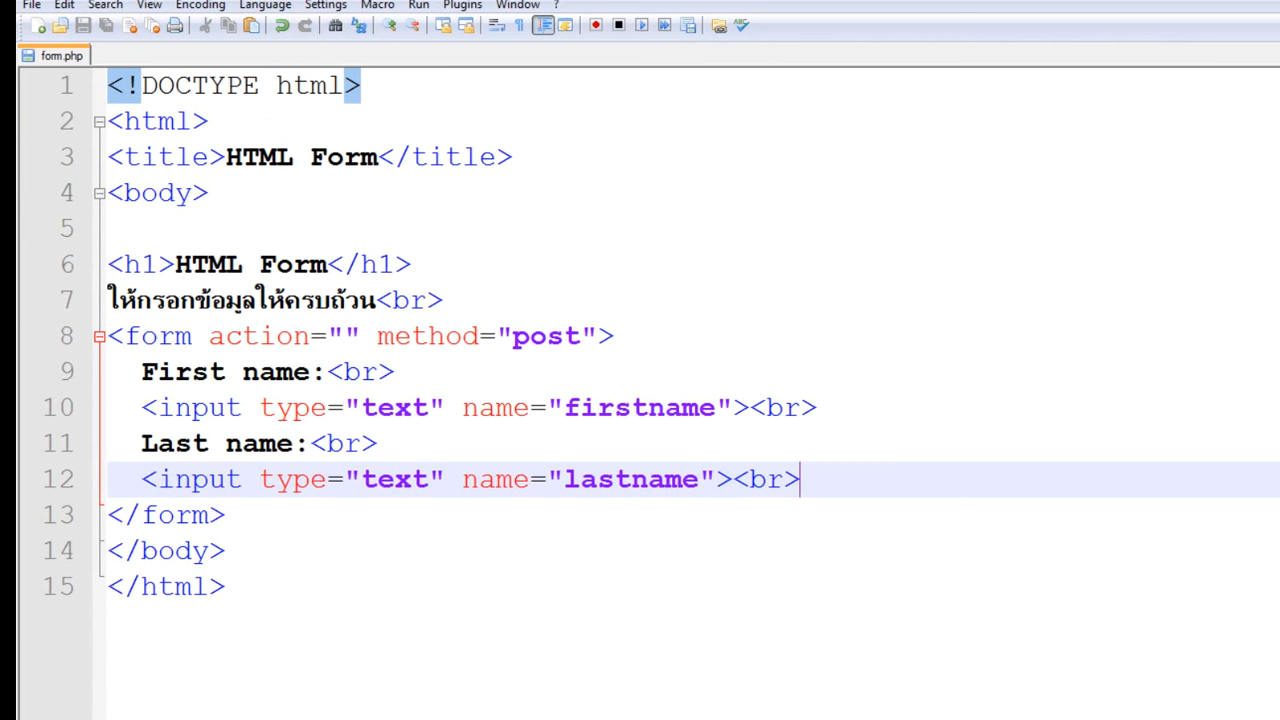 File Edit Search View Encoding Language Settings Macro Run Plugins Window ?
form.php
1 <!DOCTYPE html>
2 <html>
3 <title>HTML Form</title>
4 <body>
5
6 <h1>HTML Form</h1>
7 ให้กรอกข้อมูลให้ครบถ้วน<br>
8 <form action="" method="post">
9 First name:<br>
10 <input type="text" name="firstname"><br>
11 Last name:<br>
12 <input type="text" name="lastname"><br>
13 </form>
14 </body>
15 </html>